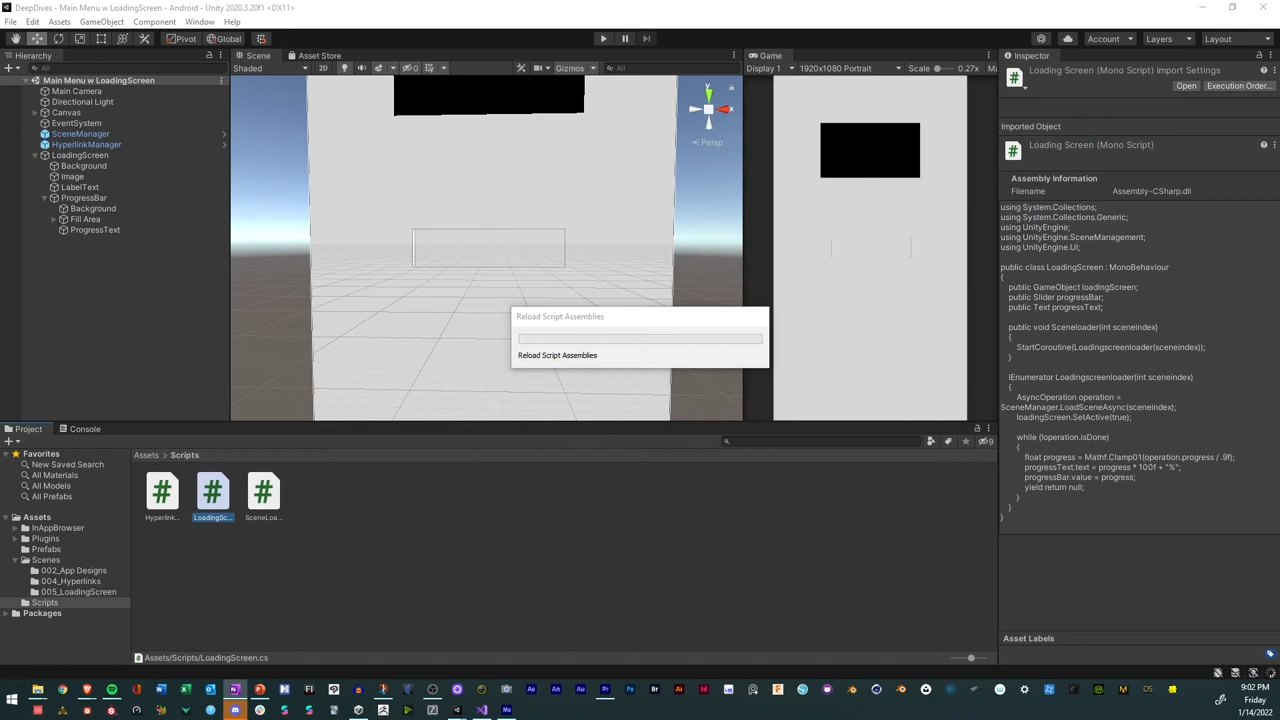 DeepDives - Main Menu w LoadingScreen - Android - Unity 2020.3.20f1 <DX11>
File Edit Assets GameObject Component Window Help
Pivot Global Account Layers Layout
Hierarchy
All
Main Menu w LoadingScreen
Main Camera
Directional Light
Canvas
EventSystem
SceneManager
HyperlinkManager
LoadingScreen
Background
Image
LabelText
ProgressBar
Background
Fill Area
ProgressText
Scene Asset Store
Shaded 2D 0 Gizmos All
y
x
Persp
Game
Display 1 1920x1080 Portrait Scale 0.27x Ma
Reload Script Assemblies
Reload Script Assemblies
Inspector
Loading Screen (Mono Script) Import Settings
Open Execution Order...
Imported Object
Loading Screen (Mono Script)
Assembly Information
Filename Assembly-CSharp.dll
using System.Collections;
using System.Collections.Generic;
using UnityEngine;
using UnityEngine.SceneManagement;
using UnityEngine.UI;
public class LoadingScreen : MonoBehaviour
{
public GameObject loadingScreen;
public Slider progressBar;
public Text progressText;
public void Sceneloader(int sceneindex)
{
StartCoroutine(Loadingscreenloader(sceneindex));
}
IEnumerator Loadingscreenloader(int sceneindex)
{
AsyncOperation operation =
SceneManager.LoadSceneAsync(sceneindex);
loadingScreen.SetActive(true);
while (!operation.isDone)
{
float progress = Mathf.Clamp01(operation.progress / .9f);
progressText.text = progress * 100f + "%";
progressBar.value = progress;
yield return null;
}
}
}
Asset Labels
Project Console
9
Favorites
New Saved Search
All Materials
All Models
All Prefabs
Assets
InAppBrowser
Plugins
Prefabs
Scenes
002_App Designs
004_Hyperlinks
005_LoadingScreen
Scripts
Packages
Assets > Scripts
Hyperlink... LoadingSc... SceneLoa...
Assets/Scripts/LoadingScreen.cs
9:02 PM
Friday
1/14/2022